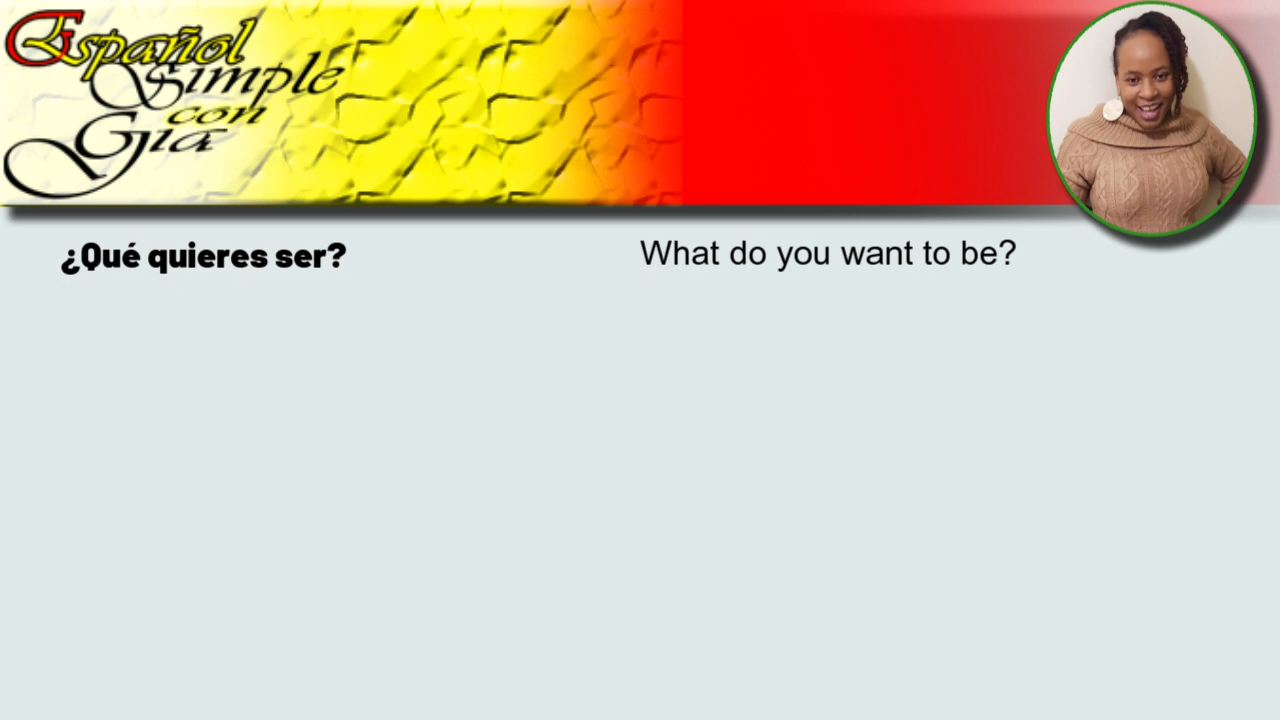 Español
Simple
con
Gia
¿Qué quieres ser?
What do you want to be?